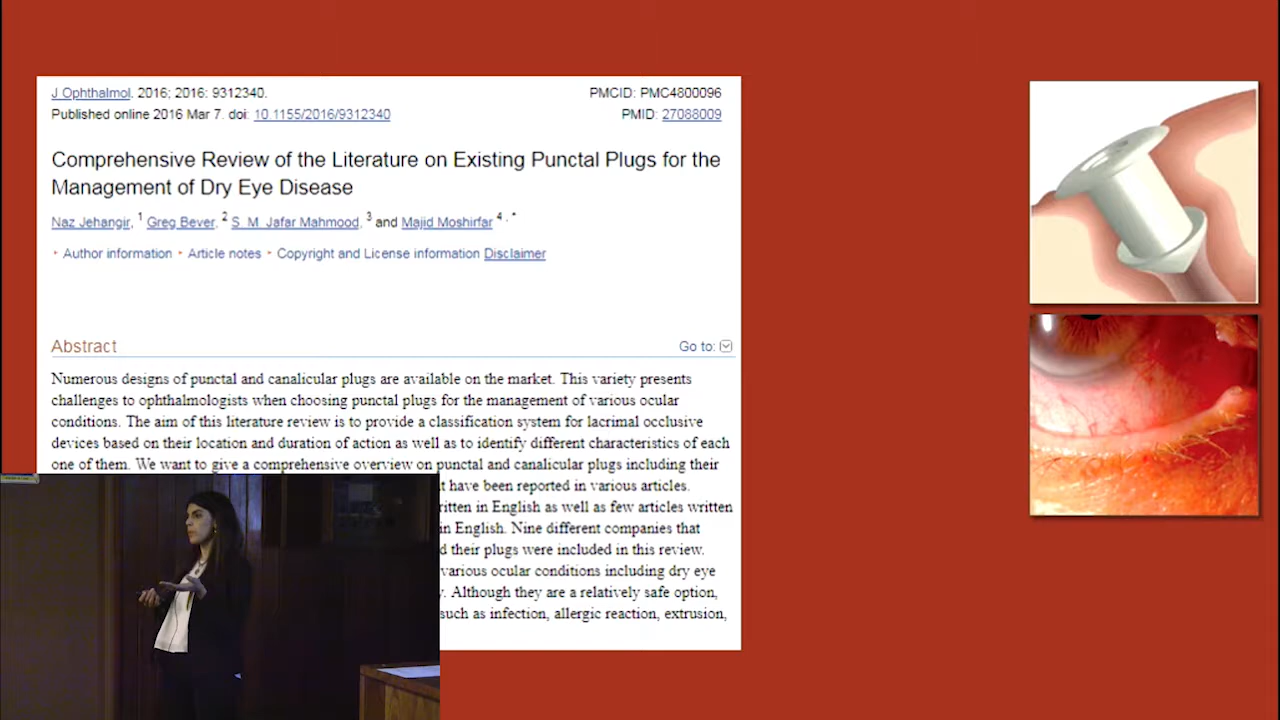 J Ophthalmol. 2016; 2016: 9312340.
PMCID: PMC4800096
Published online 2016 Mar 7. doi: 10.1155/2016/9312340
PMID: 27088009
Comprehensive Review of the Literature on Existing Punctal Plugs for the
Management of Dry Eye Disease
Naz Jehangir, 1 Greg Bever, 2 S. M. Jafar Mahmood, 3 and Majid Moshirfar 4 , *
Author information Article notes Copyright and License information Disclaimer
Abstract
Go to:
Numerous designs of punctal and canalicular plugs are available on the market. This variety presents
challenges to ophthalmologists when choosing punctal plugs for the management of various ocular
conditions. The aim of this literature review is to provide a classification system for lacrimal occlusive
devices based on their location and duration of action as well as to identify different characteristics of each
one of them. We want to give a comprehensive overview on punctal and canalicular plugs including their
t have been reported in various articles.
ritten in English as well as few articles written
in English. Nine different companies that
d their plugs were included in this review.
various ocular conditions including dry eye
. Although they are a relatively safe option,
such as infection, allergic reaction, extrusion,